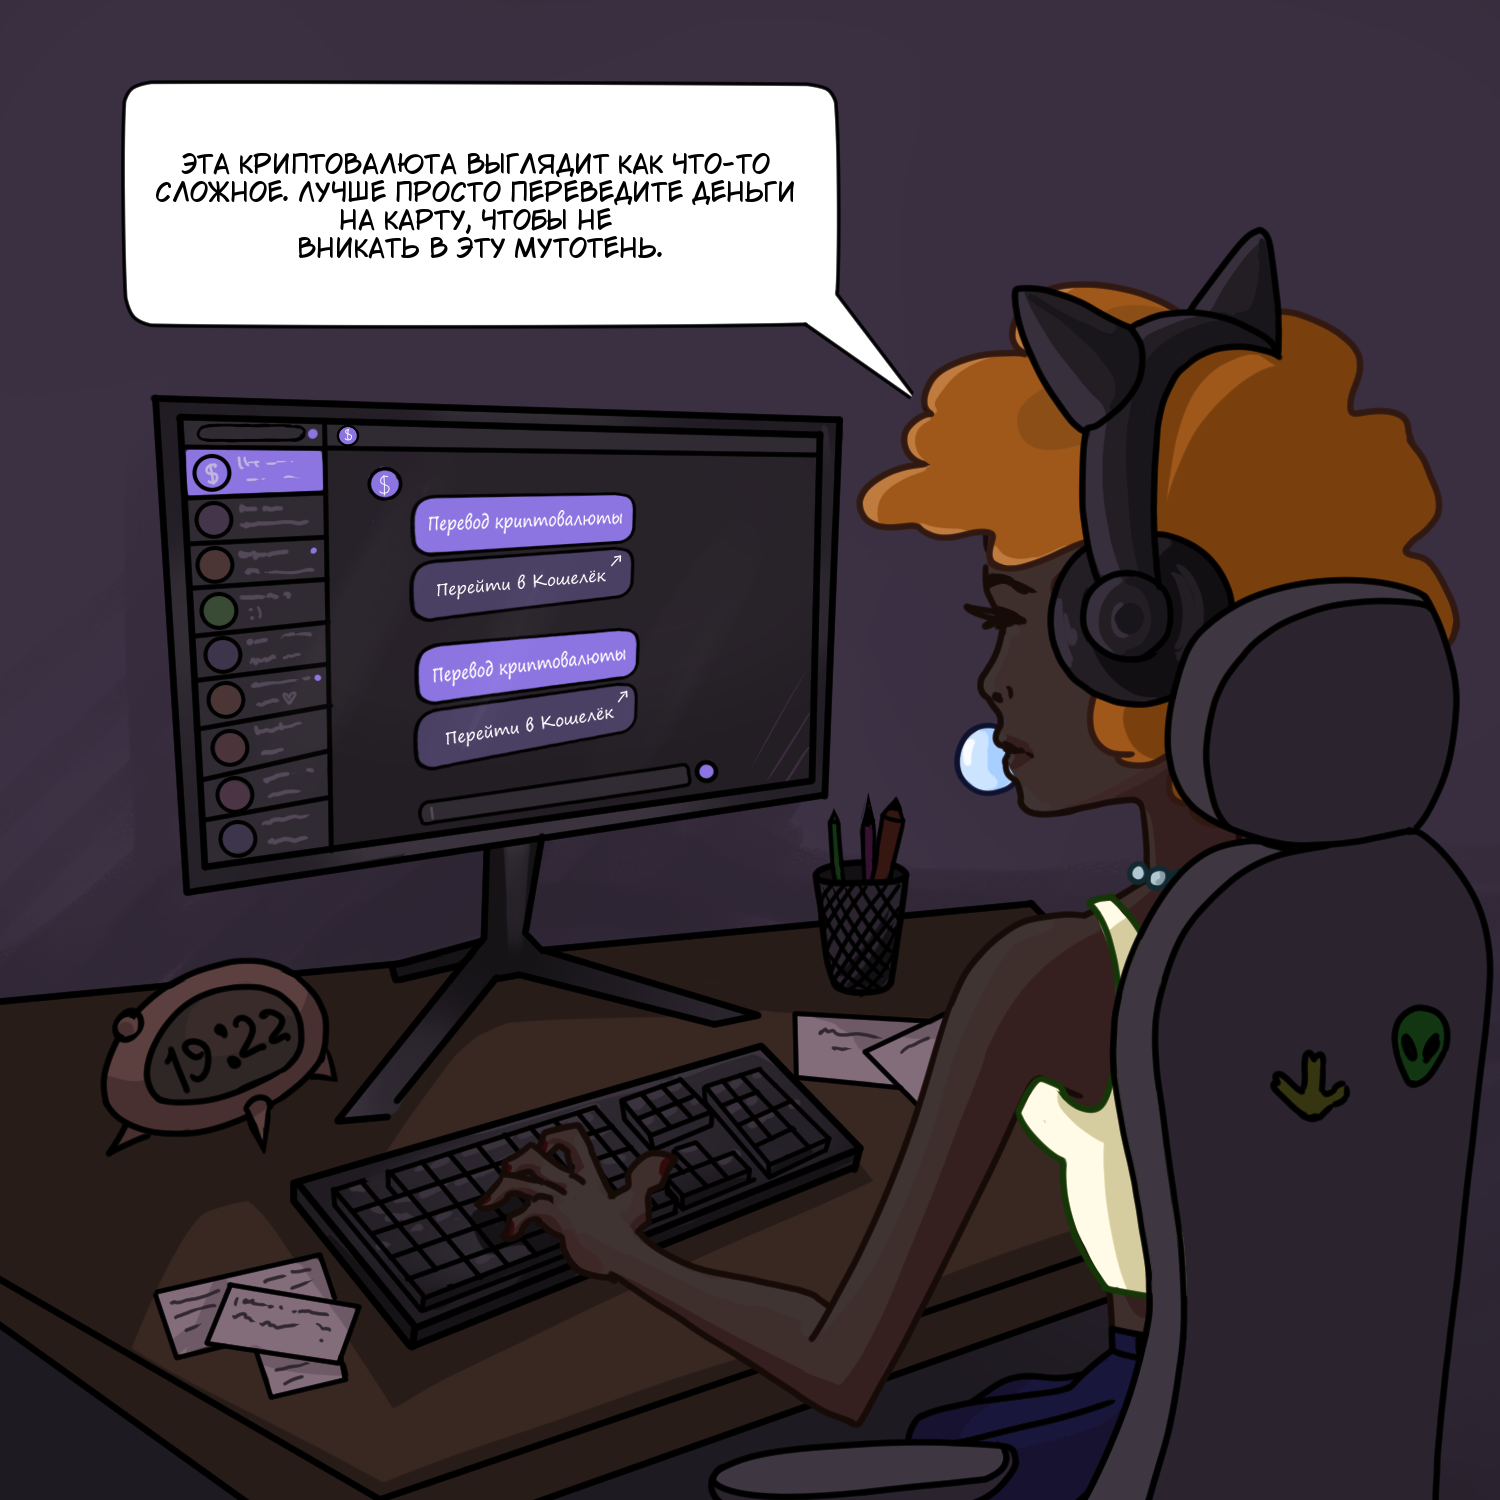 ЭТА КРИПТОВАЛЮТА ВЫГЛЯДИТ КАК ЧТО-ТО
СЛОЖНОЕ. ЛУЧШЕ ПРОСТО ПЕРЕВЕДИТЕ ДЕНЬГИ
НА КАРТУ, ЧТОБЫ НЕ
ВНИКАТЬ В ЭТУ МУТОТЕНЬ.
$
$
$
Перевод криптовалюты
Перейти в Кошелёк
Перевод криптовалюты
Перейти в Кошелёк
:)
19:22